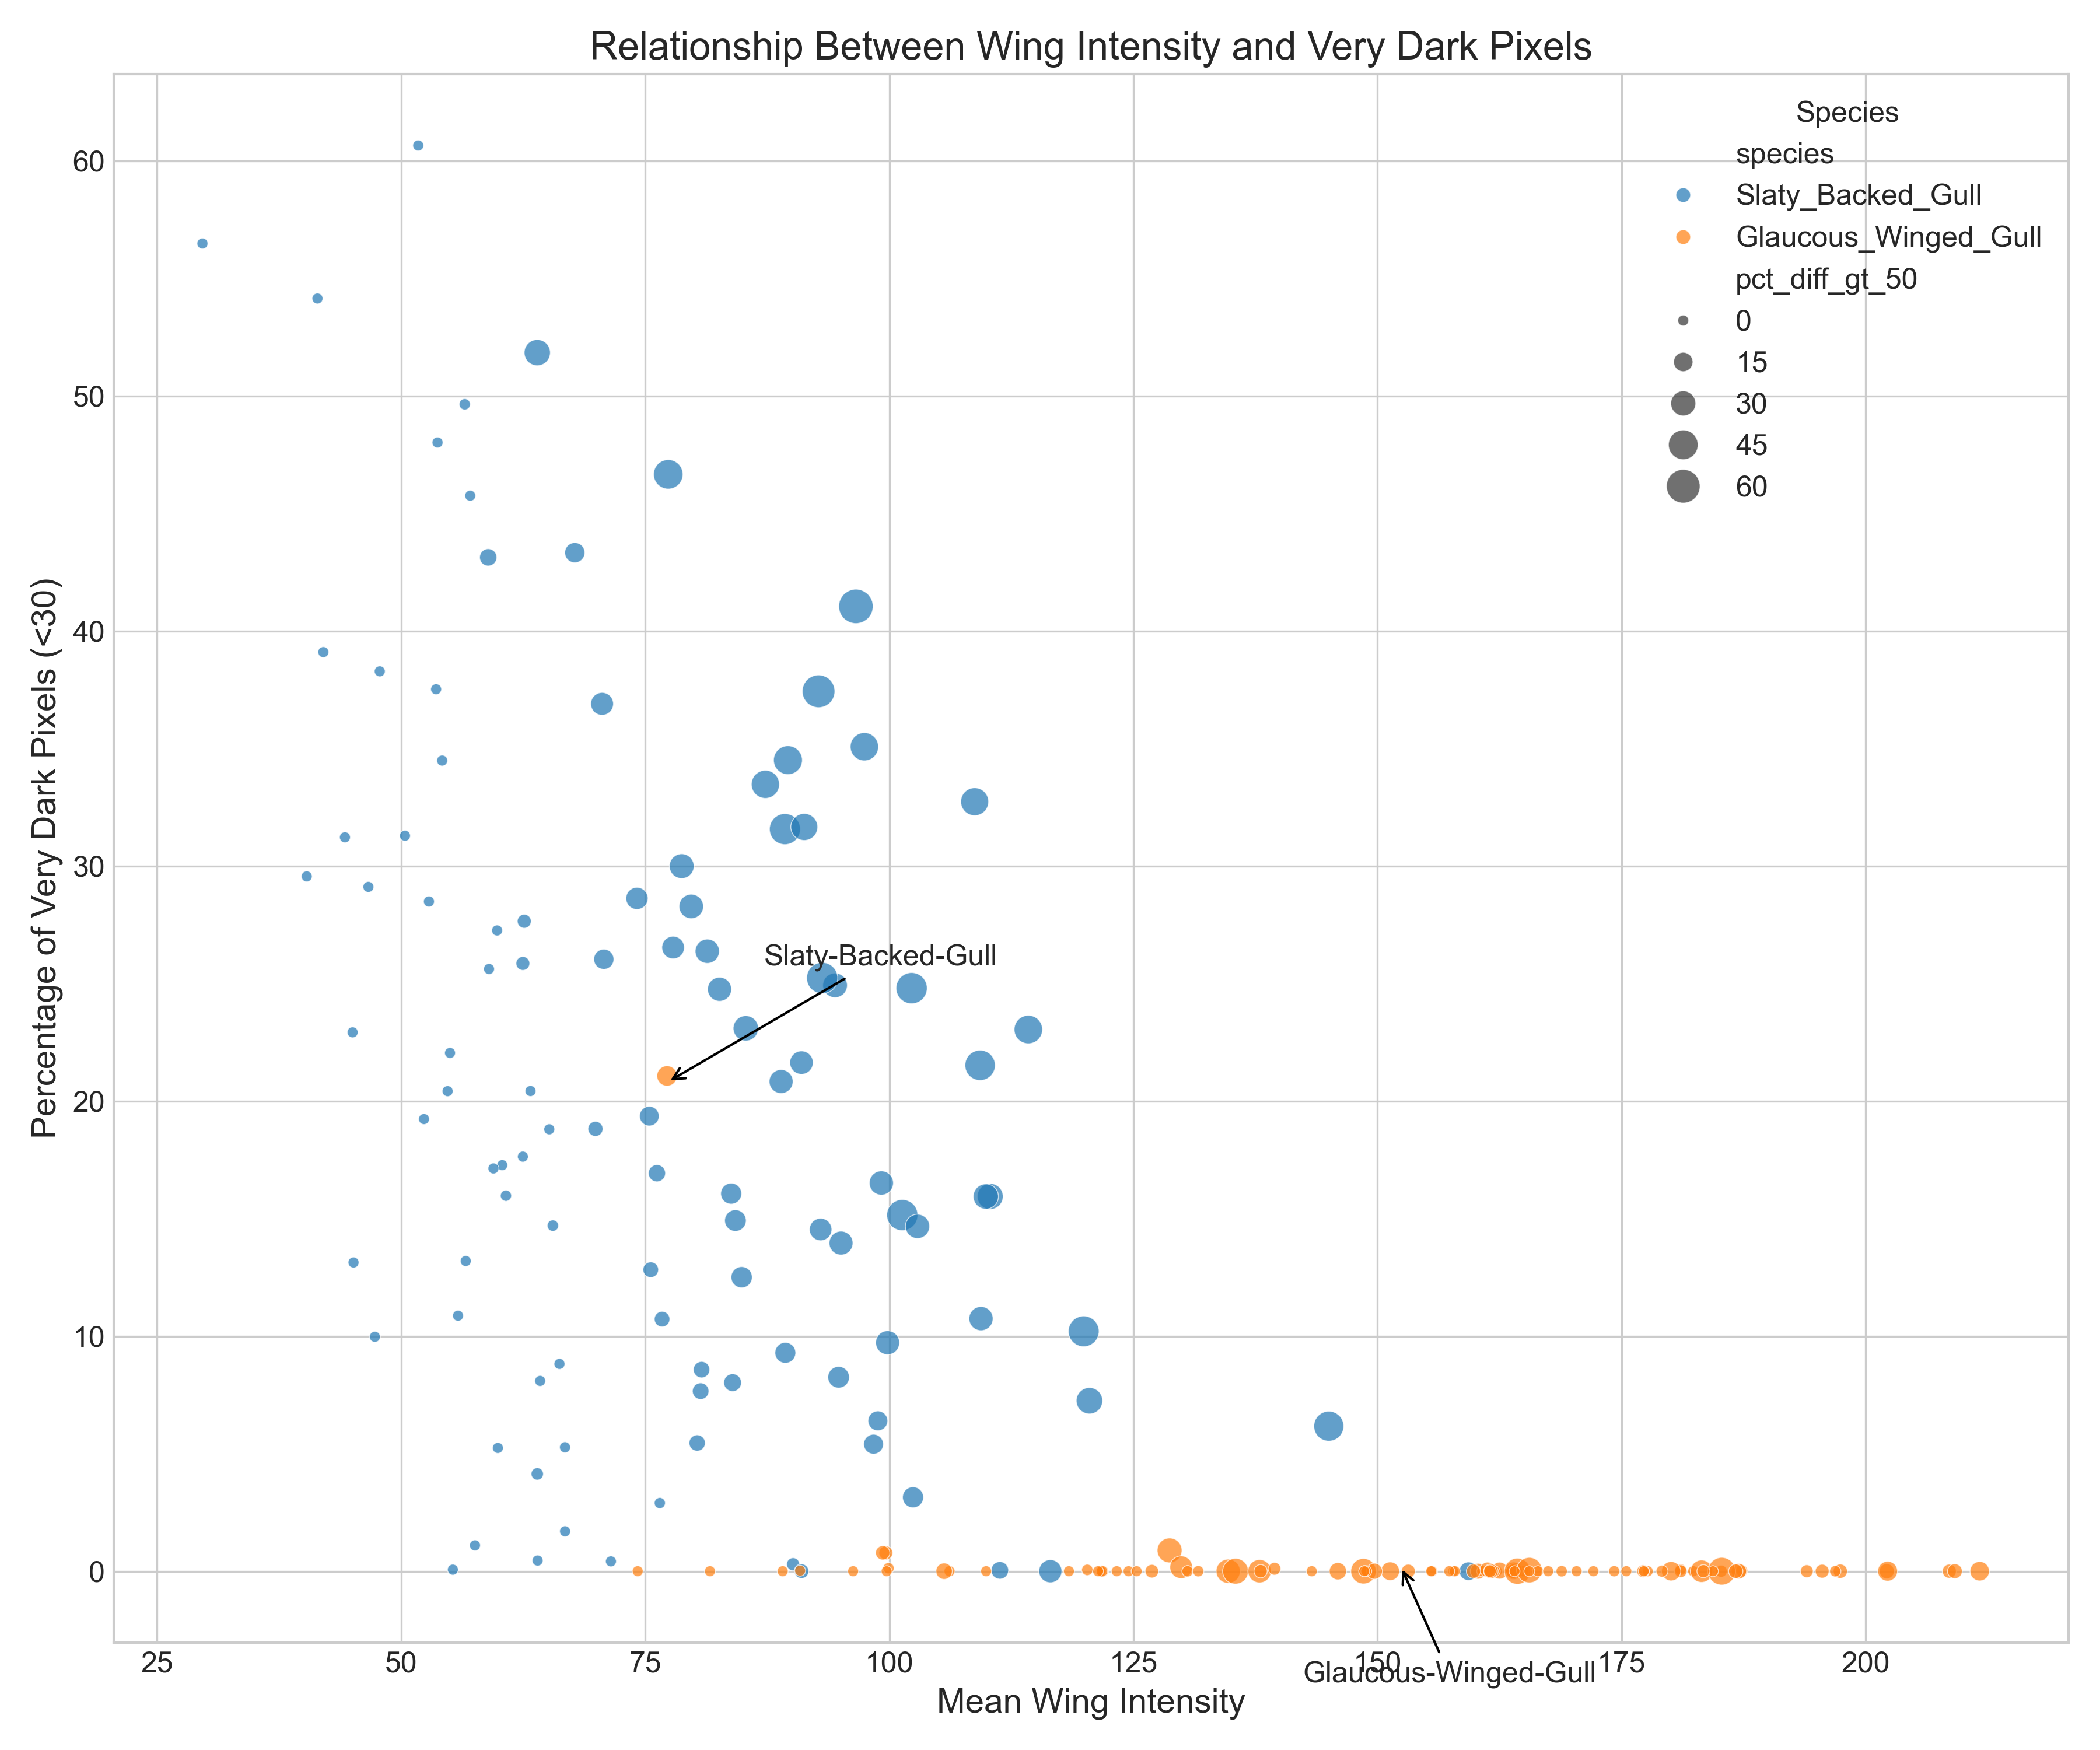 Relationship Between Wing Intensity and Very Dark Pixels
Species
species
Slaty_Backed_Gull
Glaucous_Winged_Gull
pct_diff_gt_50
0
15
30
45
60
Percentage of Very Dark Pixels (<30)
60
50
40
30
20
10
0
Slaty-Backed-Gull
25 50 75 100 125 150 175 200
Glaucous-Winged-Gull
Mean Wing Intensity